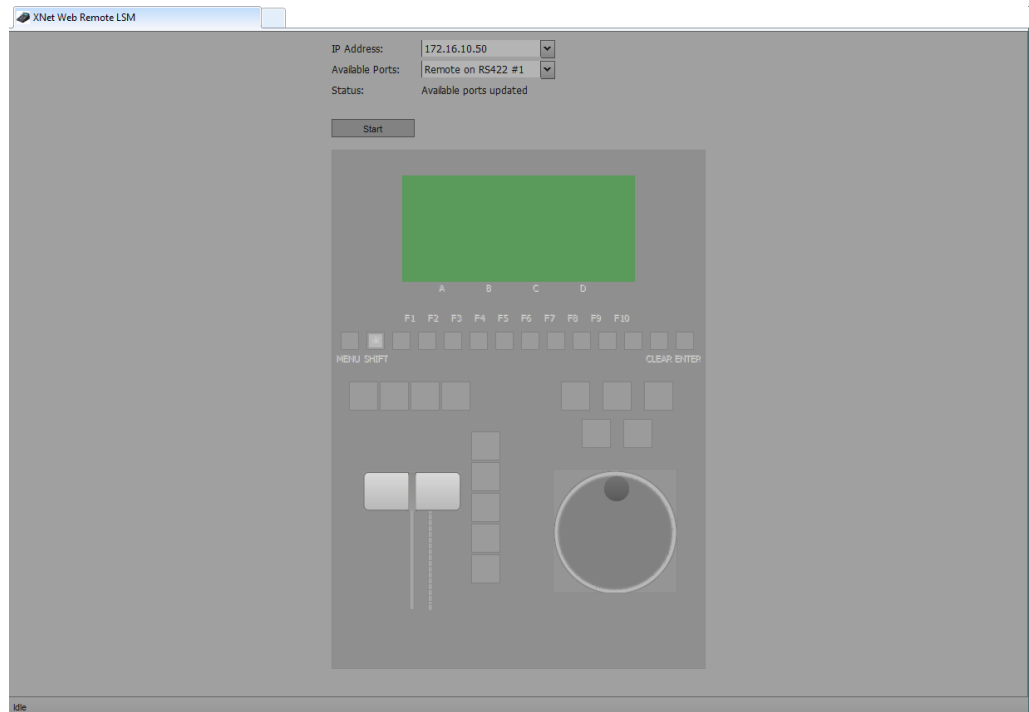 XNet Web Remote LSM
IP Address: 172.16.10.50
Available Ports: Remote on RS422 #1
Status: Available ports updated
Start
A B C D
F1 F2 F3 F4 F5 F6 F7 F8 F9 F10
MENU SHIFT CLEAR ENTER
Idle